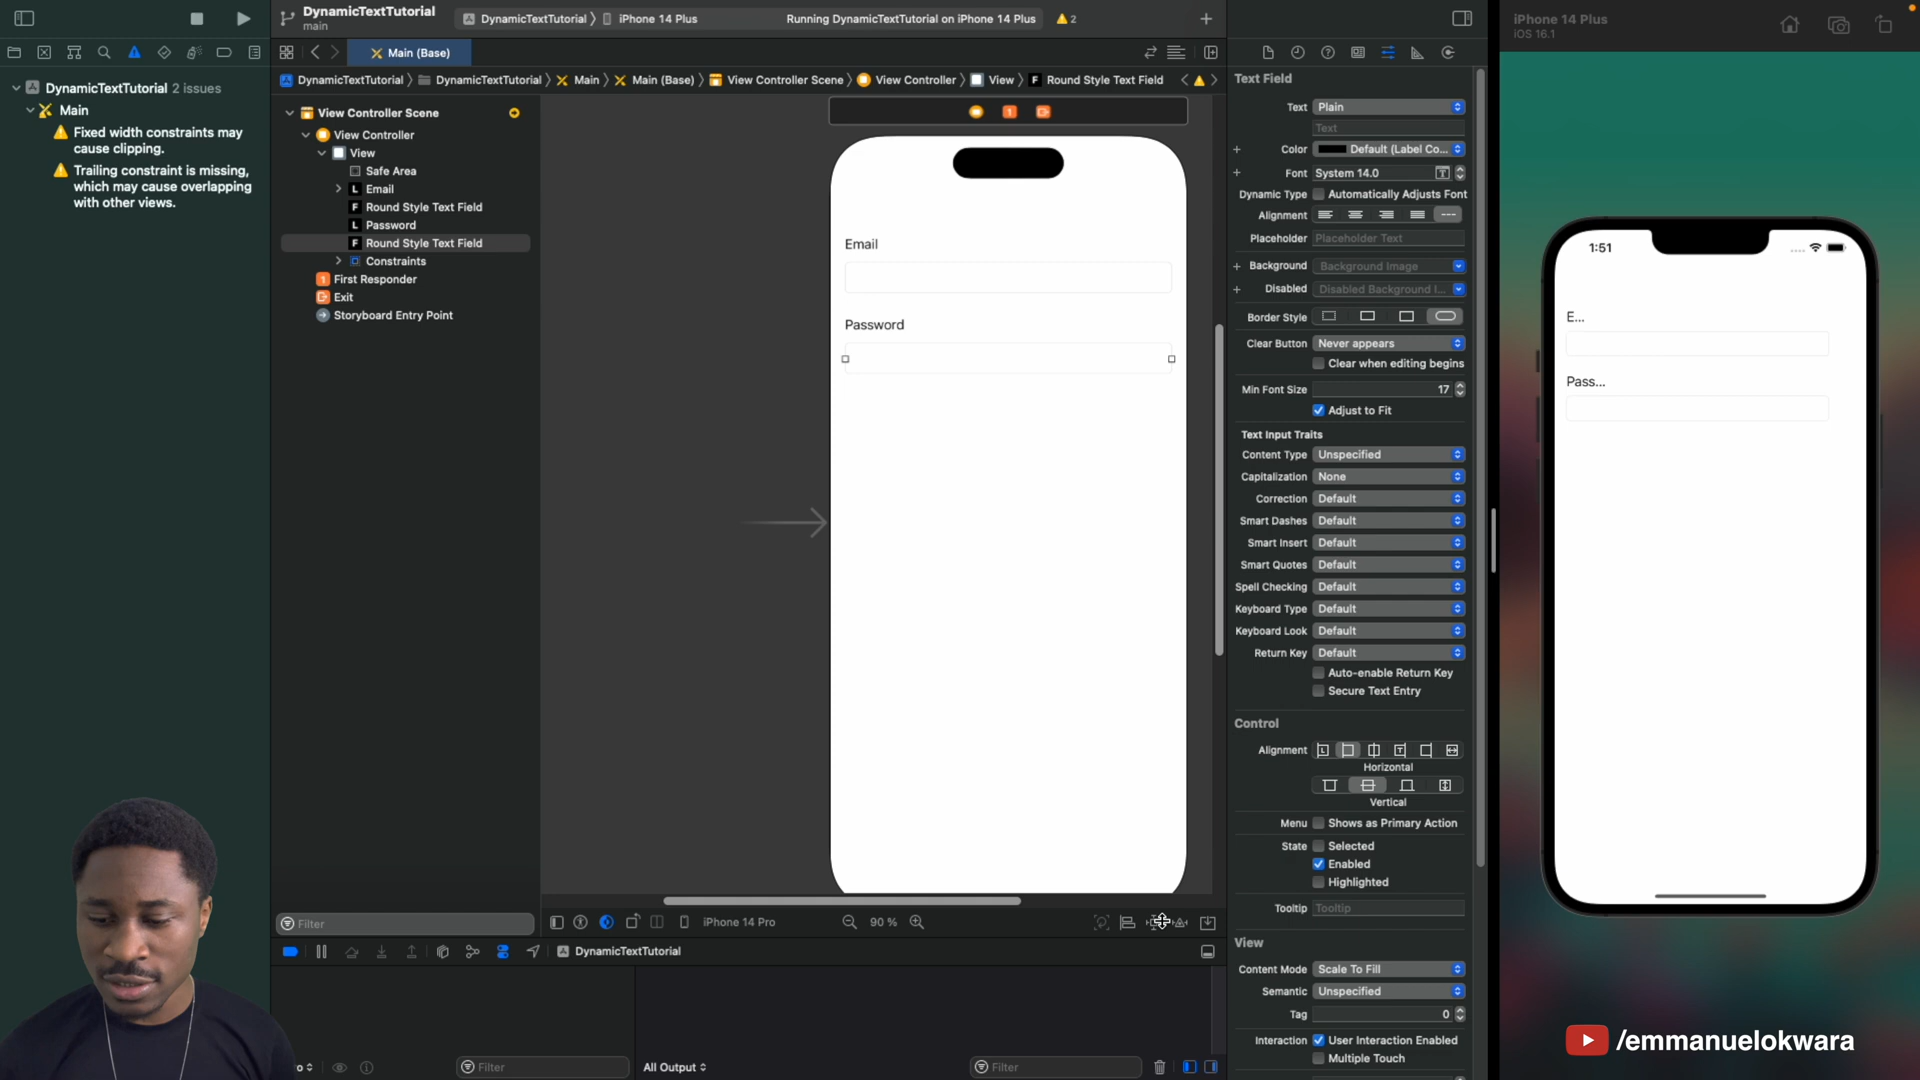 DynamicTextTutorial
main
DynamicTextTutorial
iPhone 14 Plus
Running DynamicTextTutorial on iPhone 14 Plus
2
iPhone 14 Plus
iOS 16.1
Main (Base)
DynamicTextTutorial
DynamicTextTutorial
Main
Main (Base)
View Controller Scene
View Controller
View
F Round Style Text Field
DynamicTextTutorial 2 issues
Main
Fixed width constraints may
cause clipping.
Trailing constraint is missing,
which may cause overlapping
with other views.
View Controller Scene
View Controller
View
Safe Area
L Email
F Round Style Text Field
L Password
F Round Style Text Field
Constraints
First Responder
Exit
Storyboard Entry Point
Filter
Email
Password
iPhone 14 Pro
90 %
DynamicTextTutorial
Filter
All Output
Filter
Text Field
Text Plain
Text
Color Default (Label Co...
Font System 14.0
Dynamic Type Automatically Adjusts Font
Alignment
Placeholder Placeholder Text
Background Background Image
Disabled Disabled Background I...
Border Style
Clear Button Never appears
Clear when editing begins
Min Font Size 17
Adjust to Fit
Text Input Traits
Content Type Unspecified
Capitalization None
Correction Default
Smart Dashes Default
Smart Insert Default
Smart Quotes Default
Spell Checking Default
Keyboard Type Default
Keyboard Look Default
Return Key Default
Auto-enable Return Key
Secure Text Entry
Control
Alignment
Horizontal
Vertical
Menu Shows as Primary Action
State Selected
Enabled
Highlighted
Tooltip Tooltip
View
Content Mode Scale To Fill
Semantic Unspecified
Tag 0
Interaction User Interaction Enabled
Multiple Touch
1:51
E...
Pass...
/emmanuelokwara